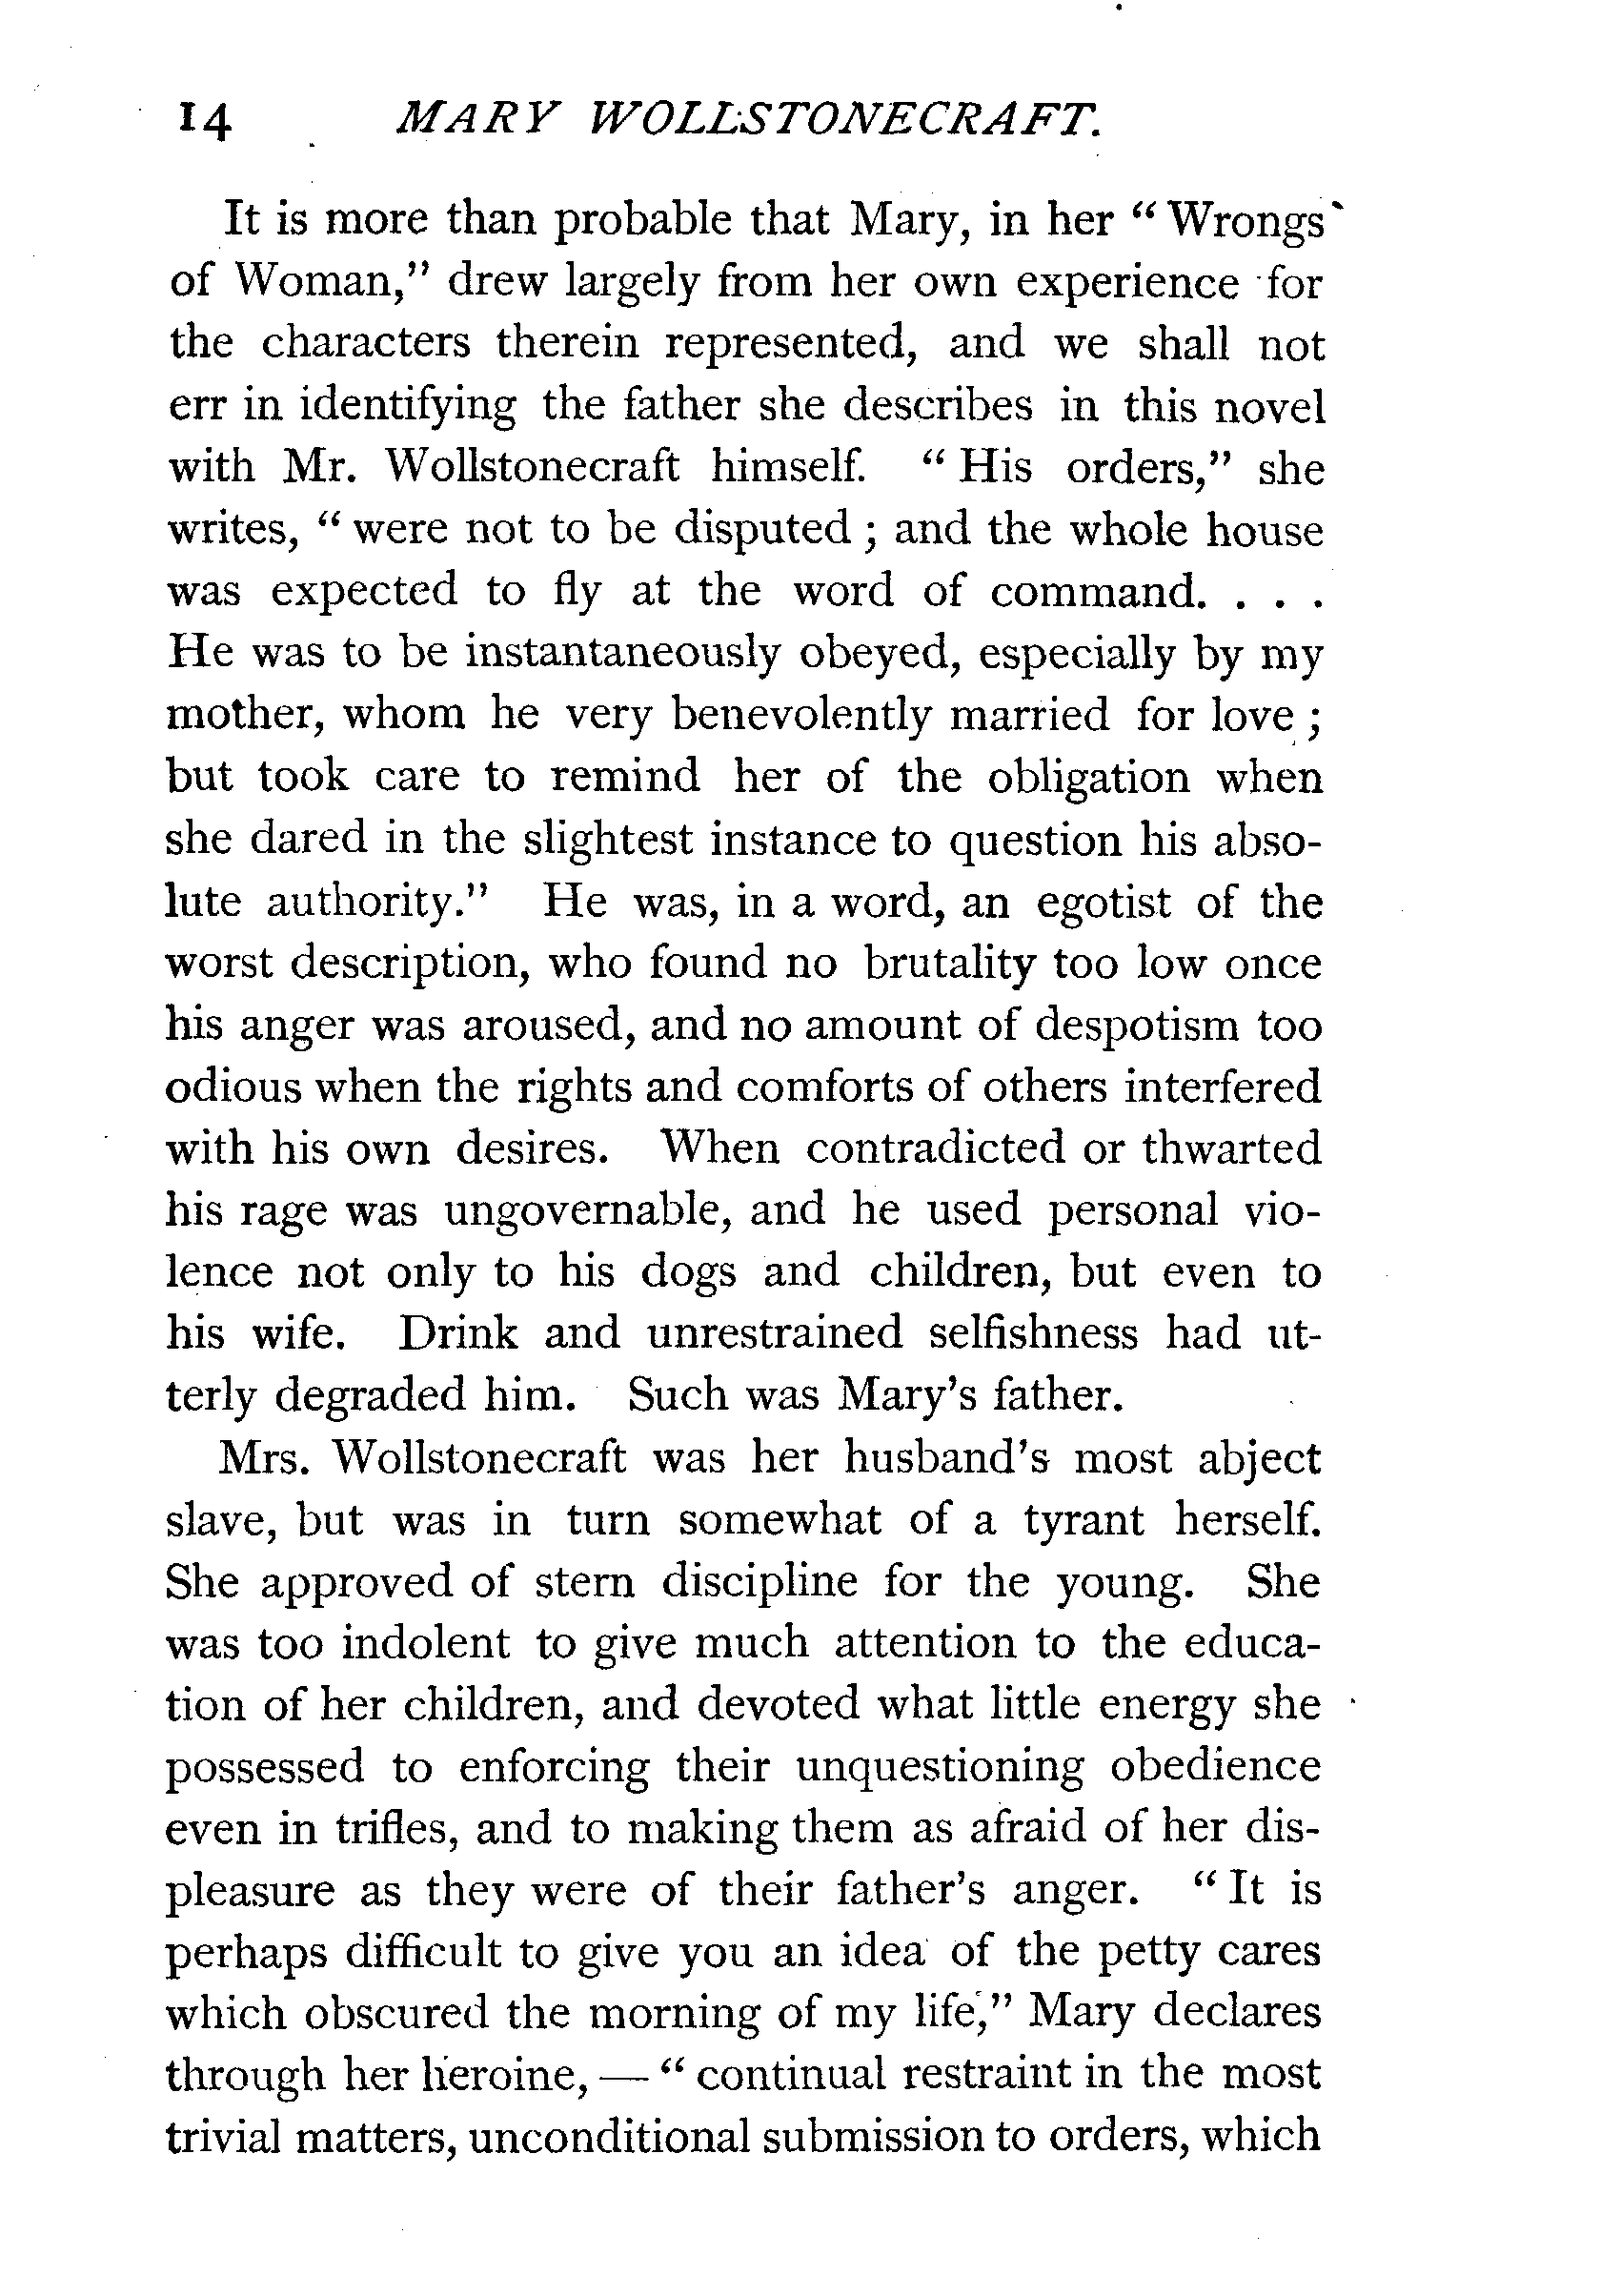 14 MARY WOLLSTONECRAFT.
It is more than probable that Mary, in her “Wrongs
of Woman,” drew largely from her own experience for
the characters therein represented, and we shall not
err in identifying the father she describes in this novel
with Mr. Wollstonecraft himself. “His orders,” she
writes, “were not to be disputed; and the whole house
was expected to fly at the word of command. . . .
He was to be instantaneously obeyed, especially by my
mother, whom he very benevolently married for love;
but took care to remind her of the obligation when
she dared in the slightest instance to question his abso-
lute authority.” He was, in a word, an egotist of the
worst description, who found no brutality too low once
his anger was aroused, and no amount of despotism too
odious when the rights and comforts of others interfered
with his own desires. When contradicted or thwarted
his rage was ungovernable, and he used personal vio-
lence not only to his dogs and children, but even to
his wife. Drink and unrestrained selfishness had ut-
terly degraded him. Such was Mary’s father.
Mrs. Wollstonecraft was her husband’s most abject
slave, but was in turn somewhat of a tyrant herself.
She approved of stern discipline for the young. She
was too indolent to give much attention to the educa-
tion of her children, and devoted what little energy she
possessed to enforcing their unquestioning obedience
even in trifles, and to making them as afraid of her dis-
pleasure as they were of their father’s anger. “It is
perhaps difficult to give you an idea of the petty cares
which obscured the morning of my life,” Mary declares
through her heroine, — “continual restraint in the most
trivial matters, unconditional submission to orders, which